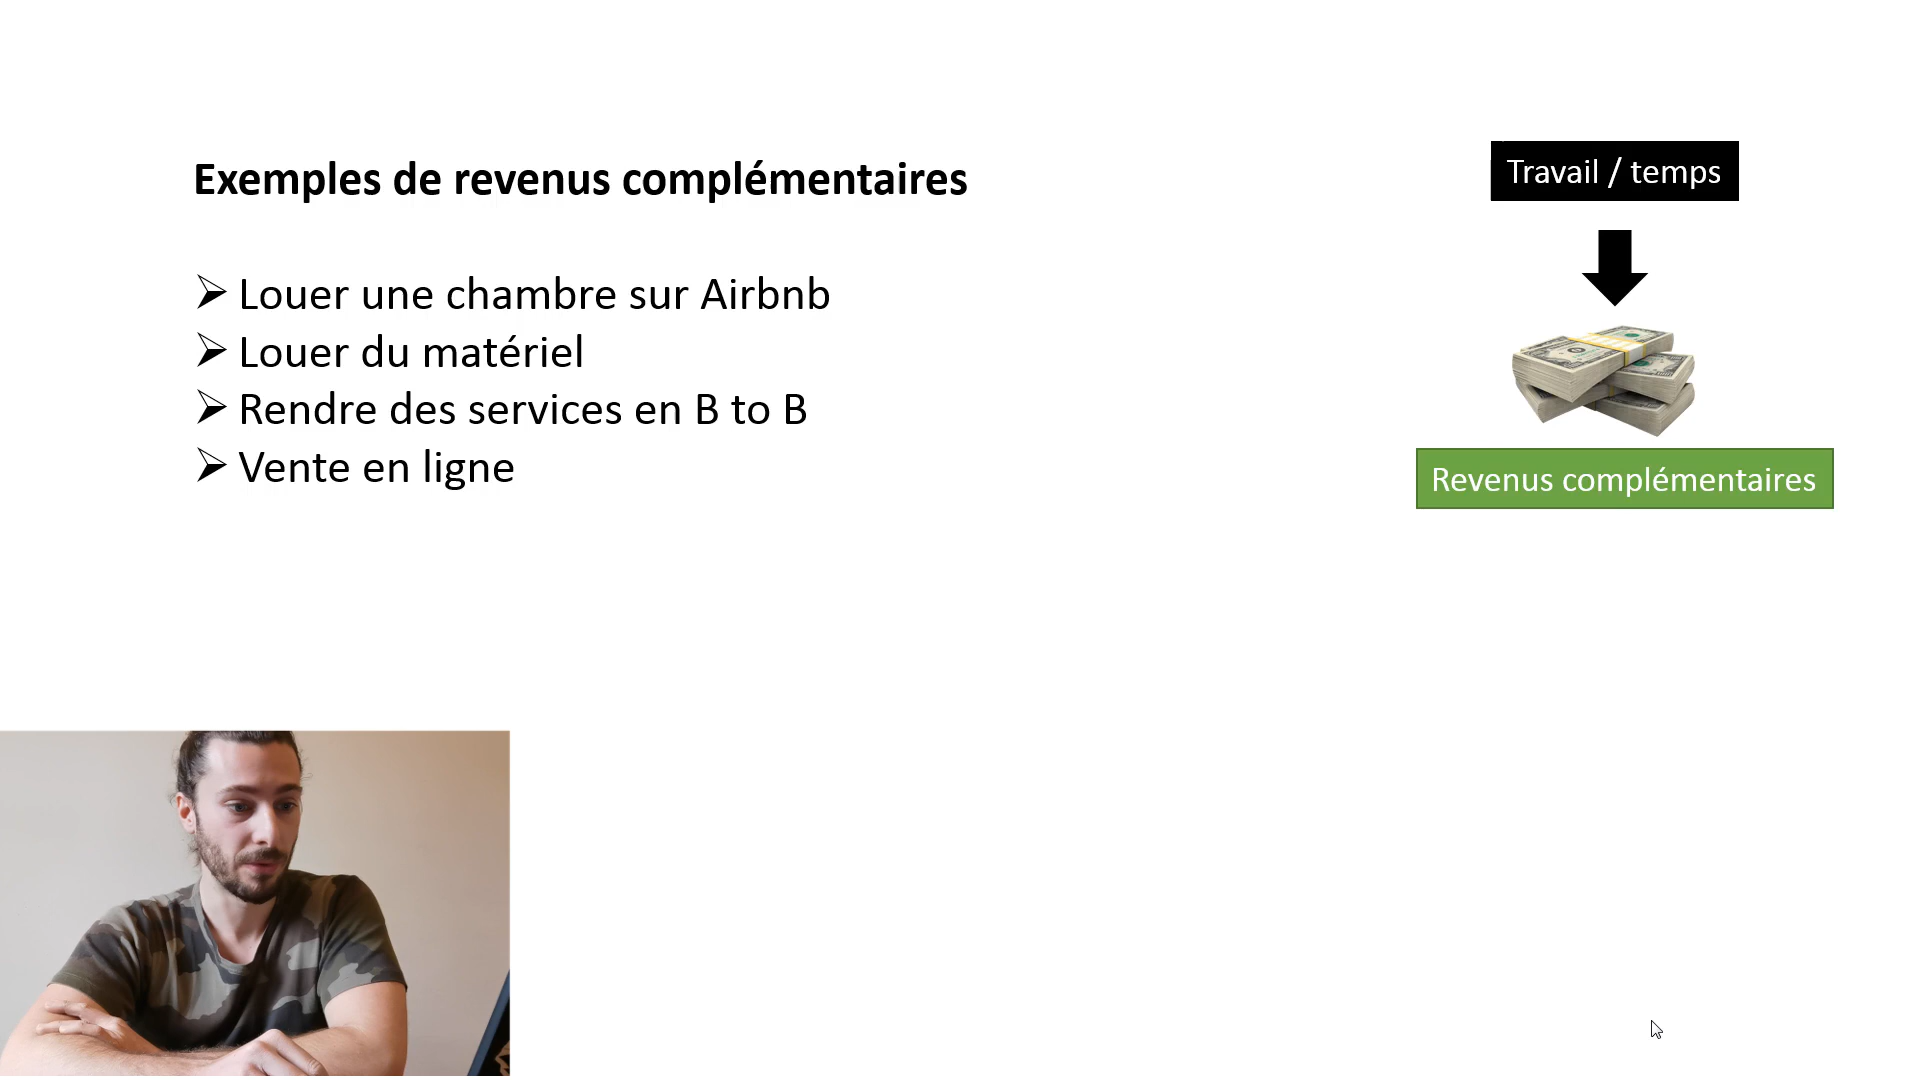 Exemples de revenus complémentaires
Louer une chambre sur Airbnb
Louer du matériel
Rendre des services en B to B
Vente en ligne
Travail / temps
Revenus complémentaires